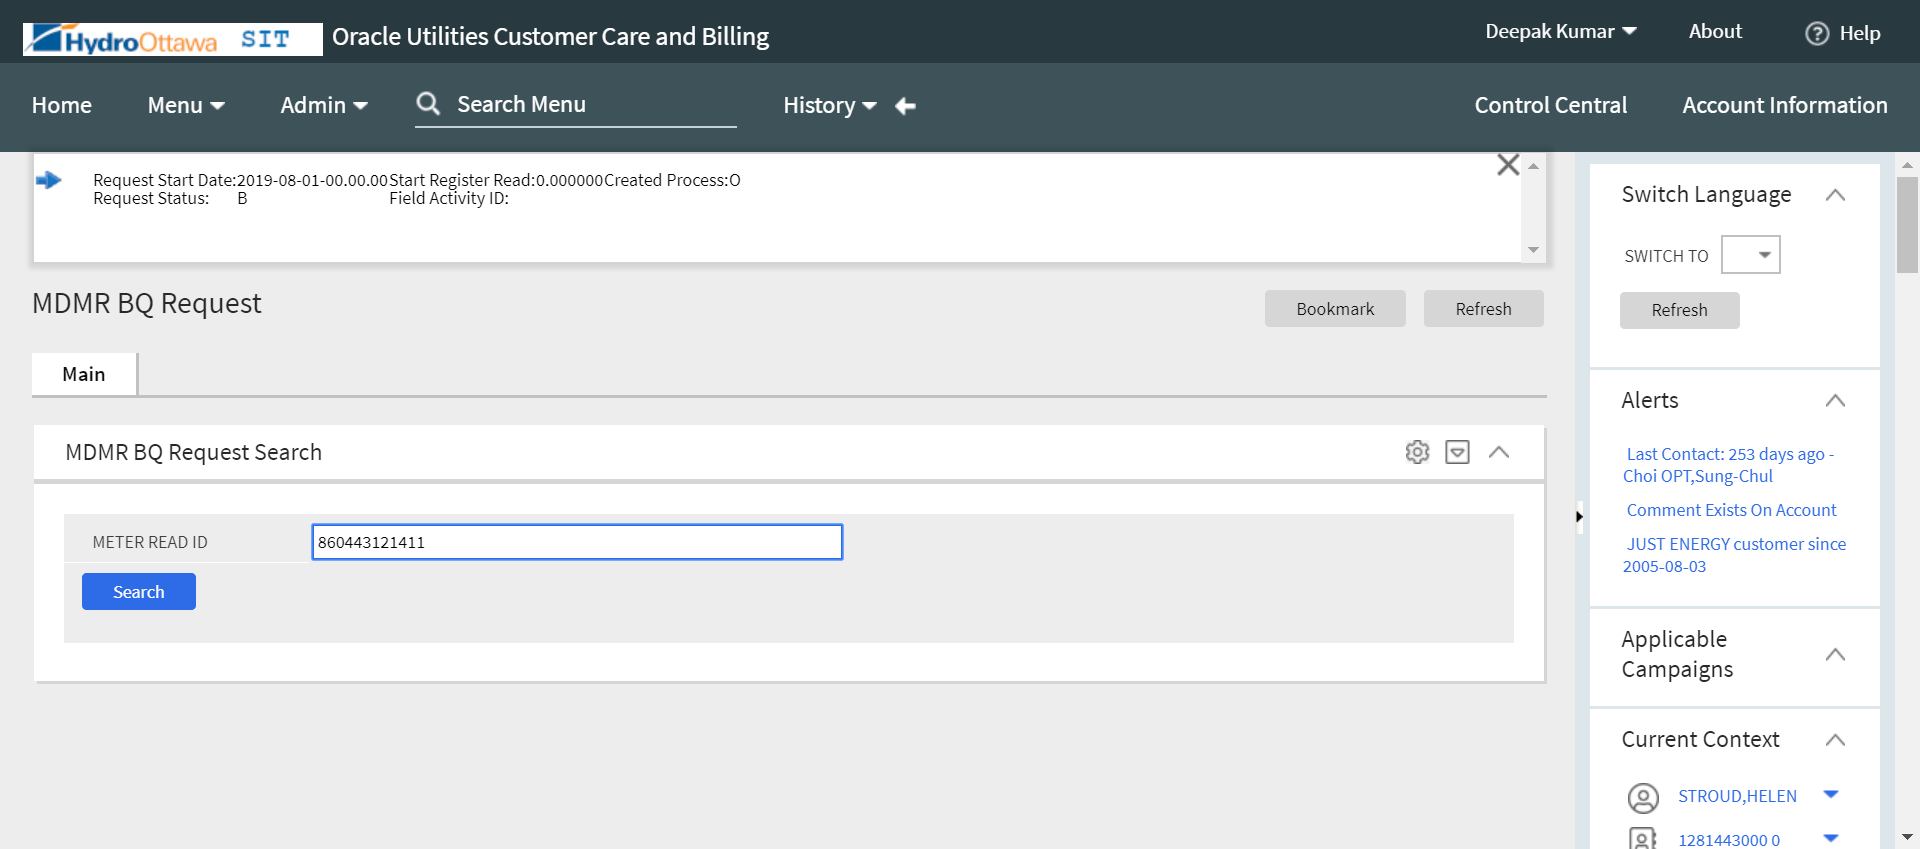 HydroOttawa SIT Oracle Utilities Customer Care and Billing
Deepak Kumar About Help
Home Menu Admin Search Menu History Control Central Account Information
Request Start Date:2019-08-01-00.00.00Start Register Read:0.000000Created Process:O
Request Status: B Field Activity ID:
MDMR BQ Request
Bookmark Refresh
Main
MDMR BQ Request Search
METER READ ID 860443121411
Search
Switch Language
SWITCH TO
Refresh
Alerts
Last Contact: 253 days ago -
Choi OPT,Sung-Chul
Comment Exists On Account
JUST ENERGY customer since
2005-08-03
Applicable
Campaigns
Current Context
STROUD,HELEN
1281443000 0